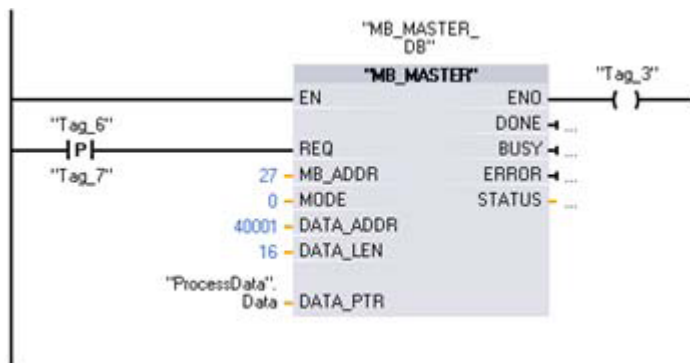 "MB_MASTER_
DB"
"MB_MASTER"
"Tag_3"
EN
ENO
DONE
...
"Tag_6"
P
"Tag_7"
REQ
BUSY
...
27
MB_ADDR
ERROR
...
0
MODE
STATUS
...
40001
DATA_ADDR
16
DATA_LEN
"ProcessData".
Data
DATA_PTR